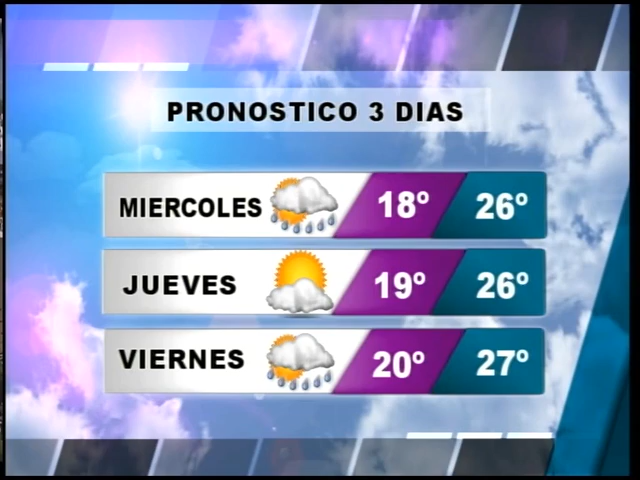 PRONOSTICO 3 DIAS
MIERCOLES 18º 26º
JUEVES 19º 26º
VIERNES 20º 27º